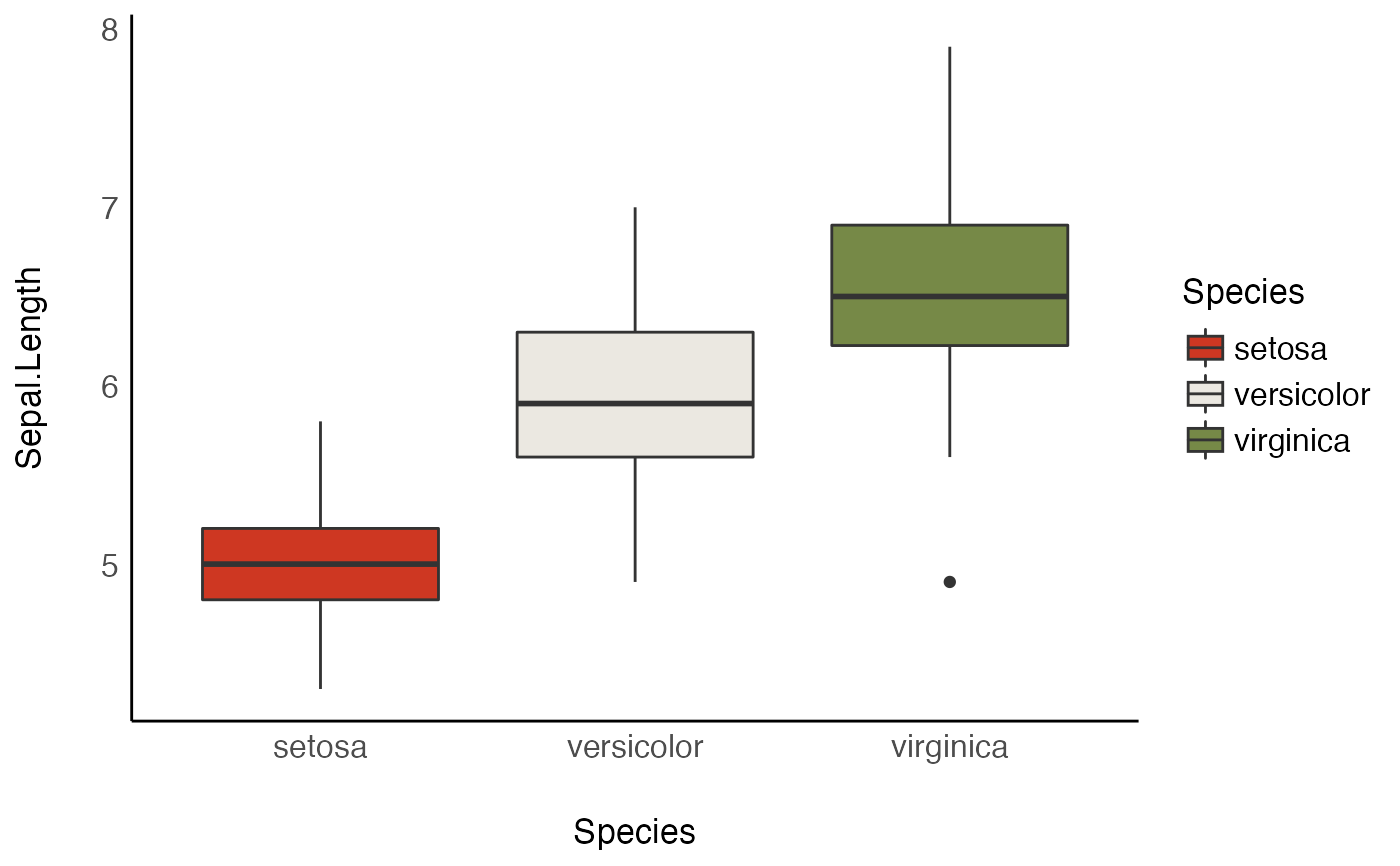 Sepal.Length
8
7
6
5
setosa
versicolor
virginica
Species
Species
setosa
versicolor
virginica